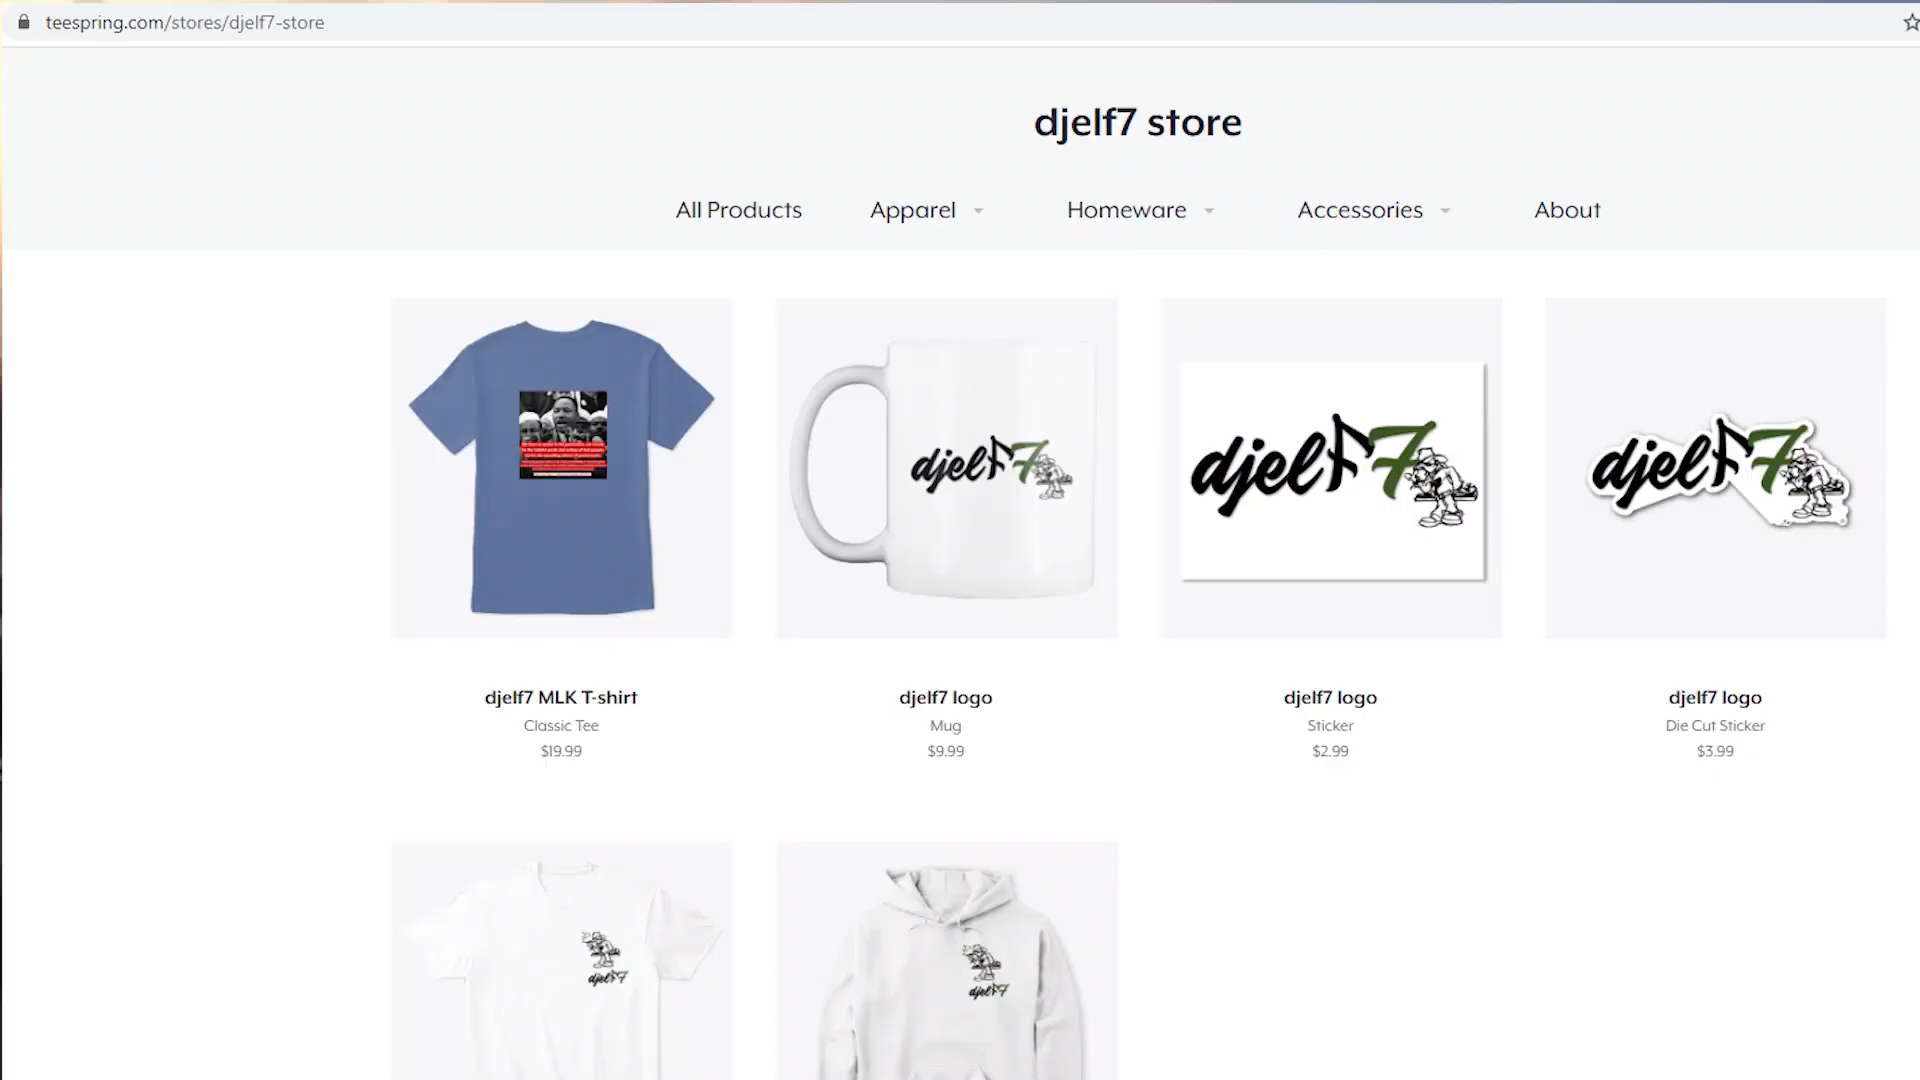 teespring.com/stores/djelf7-store
djelf7 store
All Products Apparel Homeware Accessories About
djelf7
djelf7
djelf7
djelf7 MLK T-shirt
Classic Tee
$19.99
djelf7 logo
Mug
$9.99
djelf7 logo
Sticker
$2.99
djelf7 logo
Die Cut Sticker
$3.99
djelf7
djelf7